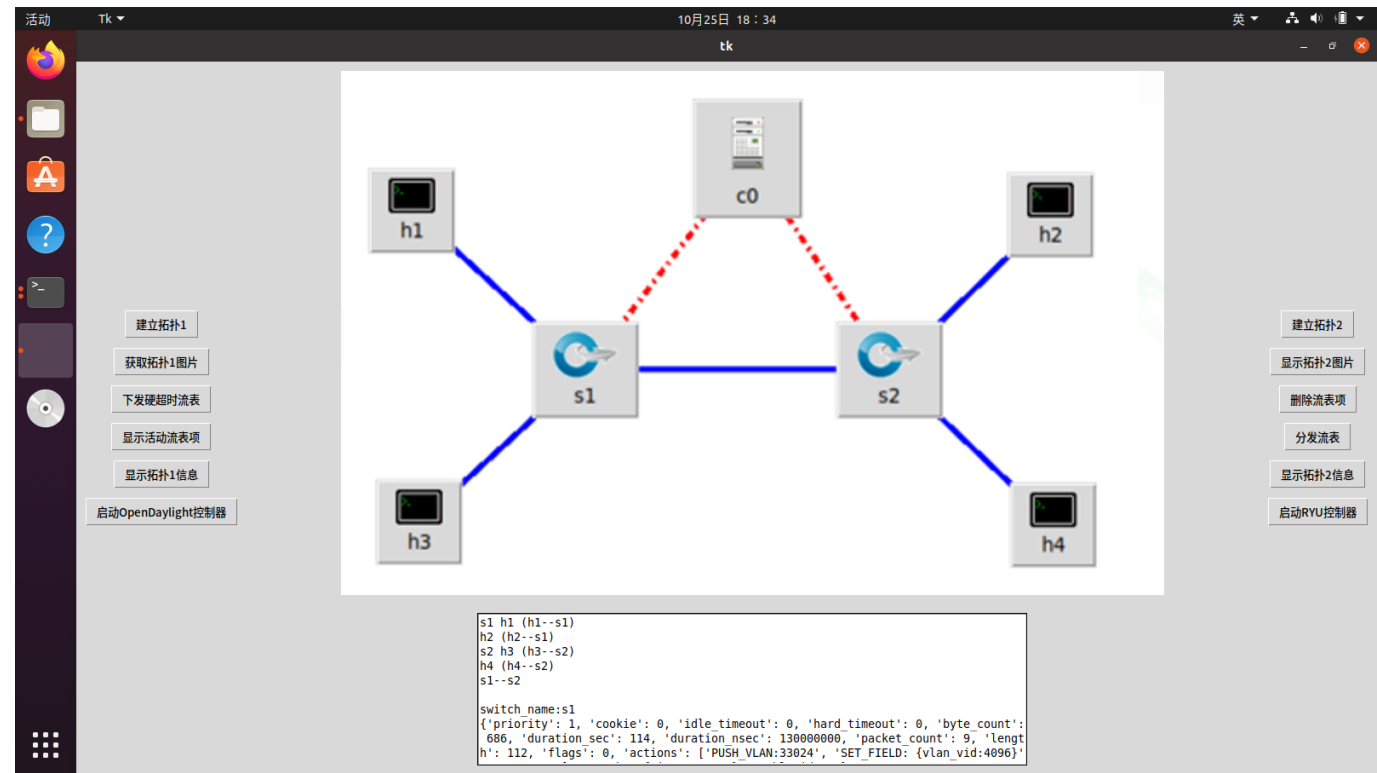 活动 Tk 10月25日 18：34 英
tk
c0
h1
h2
s1
s2
h3
h4
建立拓扑1
获取拓扑1图片
下发硬超时流表
显示活动流表项
显示拓扑1信息
启动OpenDaylight控制器
建立拓扑2
显示拓扑2图片
删除流表项
分发流表
显示拓扑2信息
启动RYU控制器
s1 h1 (h1--s1)
h2 (h2--s1)
s2 h3 (h3--s2)
h4 (h4--s2)
s1--s2
switch_name:s1
{'priority': 1, 'cookie': 0, 'idle_timeout': 0, 'hard_timeout': 0, 'byte_count':
686, 'duration_sec': 114, 'duration_nsec': 130000000, 'packet_count': 9, 'lengt
h': 112, 'flags': 0, 'actions': ['PUSH_VLAN:33024', 'SET_FIELD: {vlan_vid:4096}'